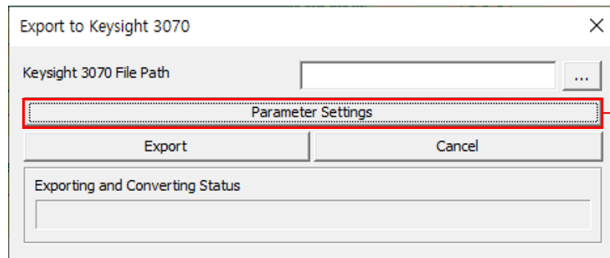 Export to Keysight 3070
Keysight 3070 File Path
...
Parameter Settings
Export Cancel
Exporting and Converting Status